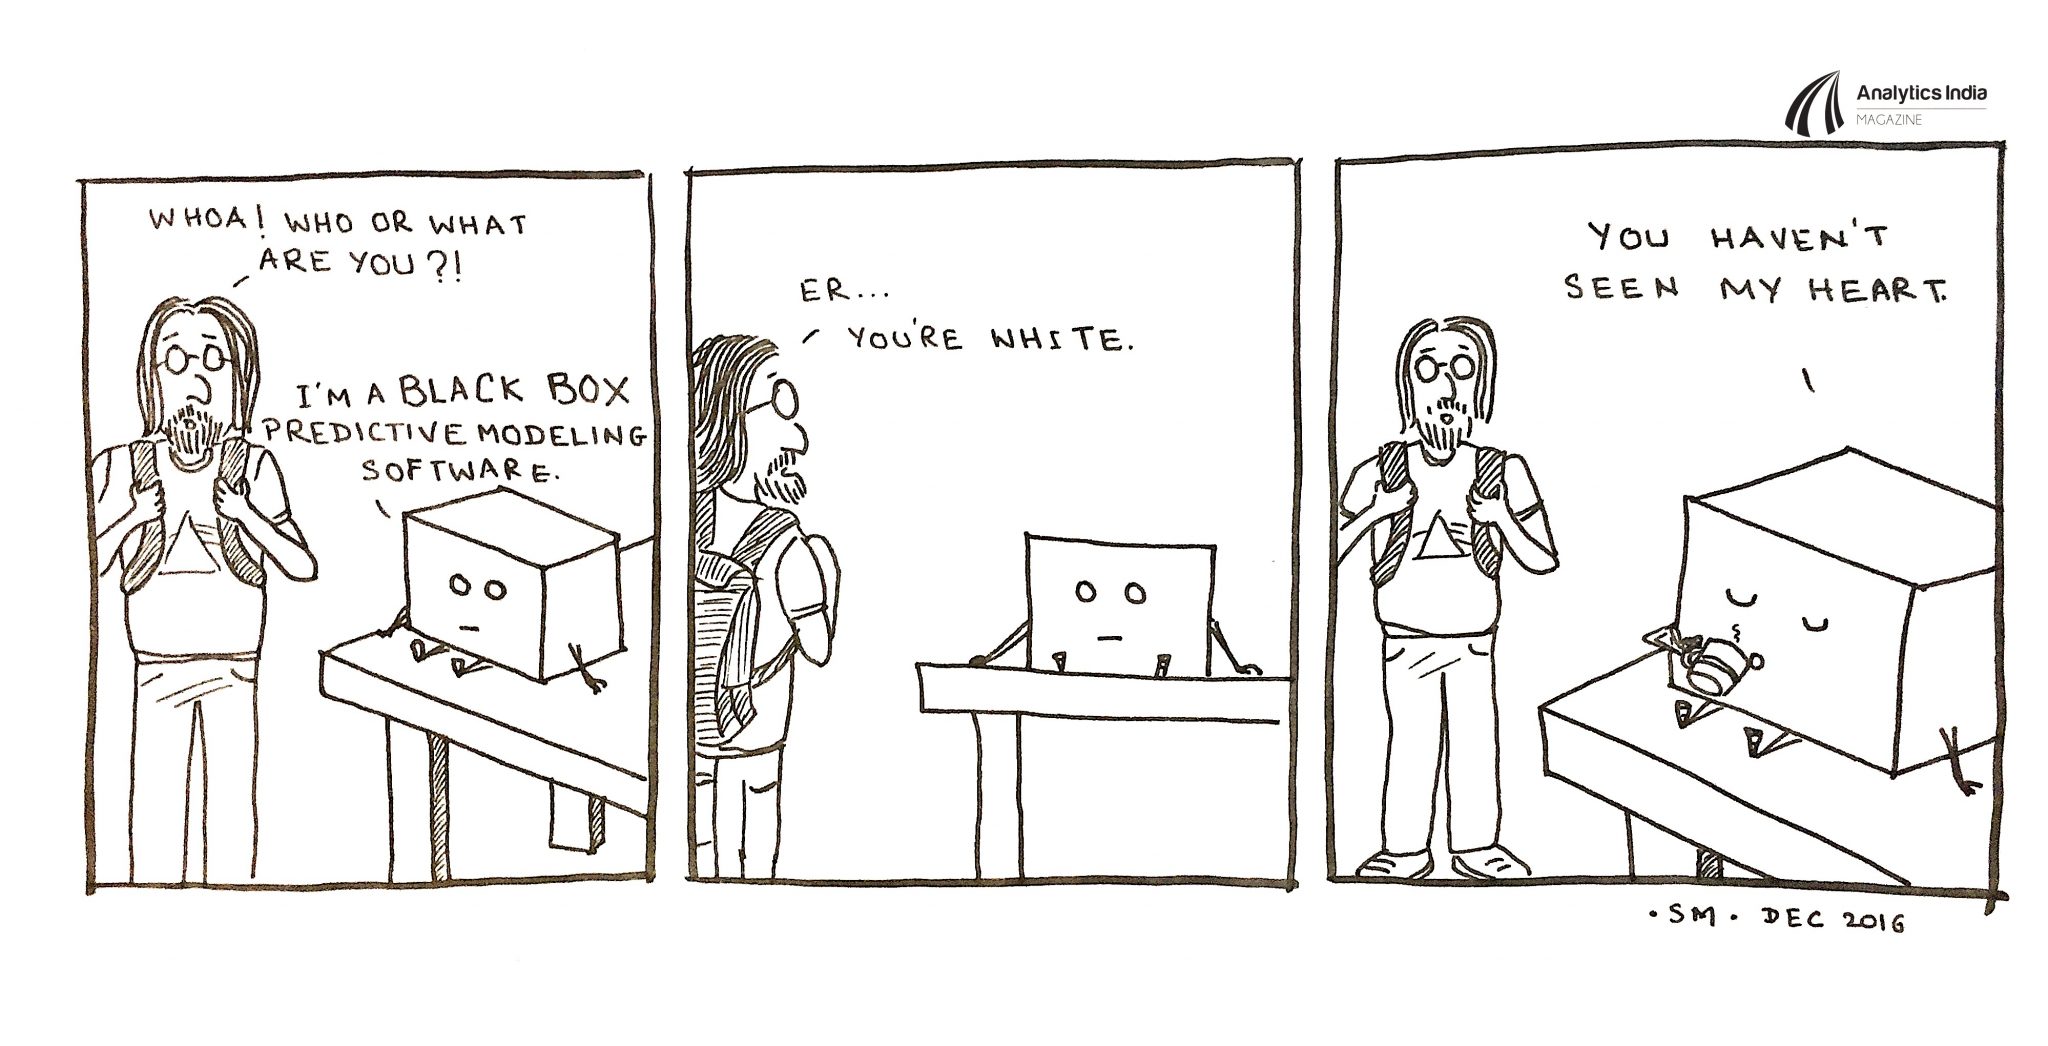 Analytics India
MAGAZINE
WHOA! WHO OR WHAT
ARE YOU?!
I'M A BLACK BOX
PREDICTIVE MODELING
SOFTWARE.
ER...
YOU'RE WHITE.
YOU HAVEN'T
SEEN MY HEART.
• SM • DEC 2016